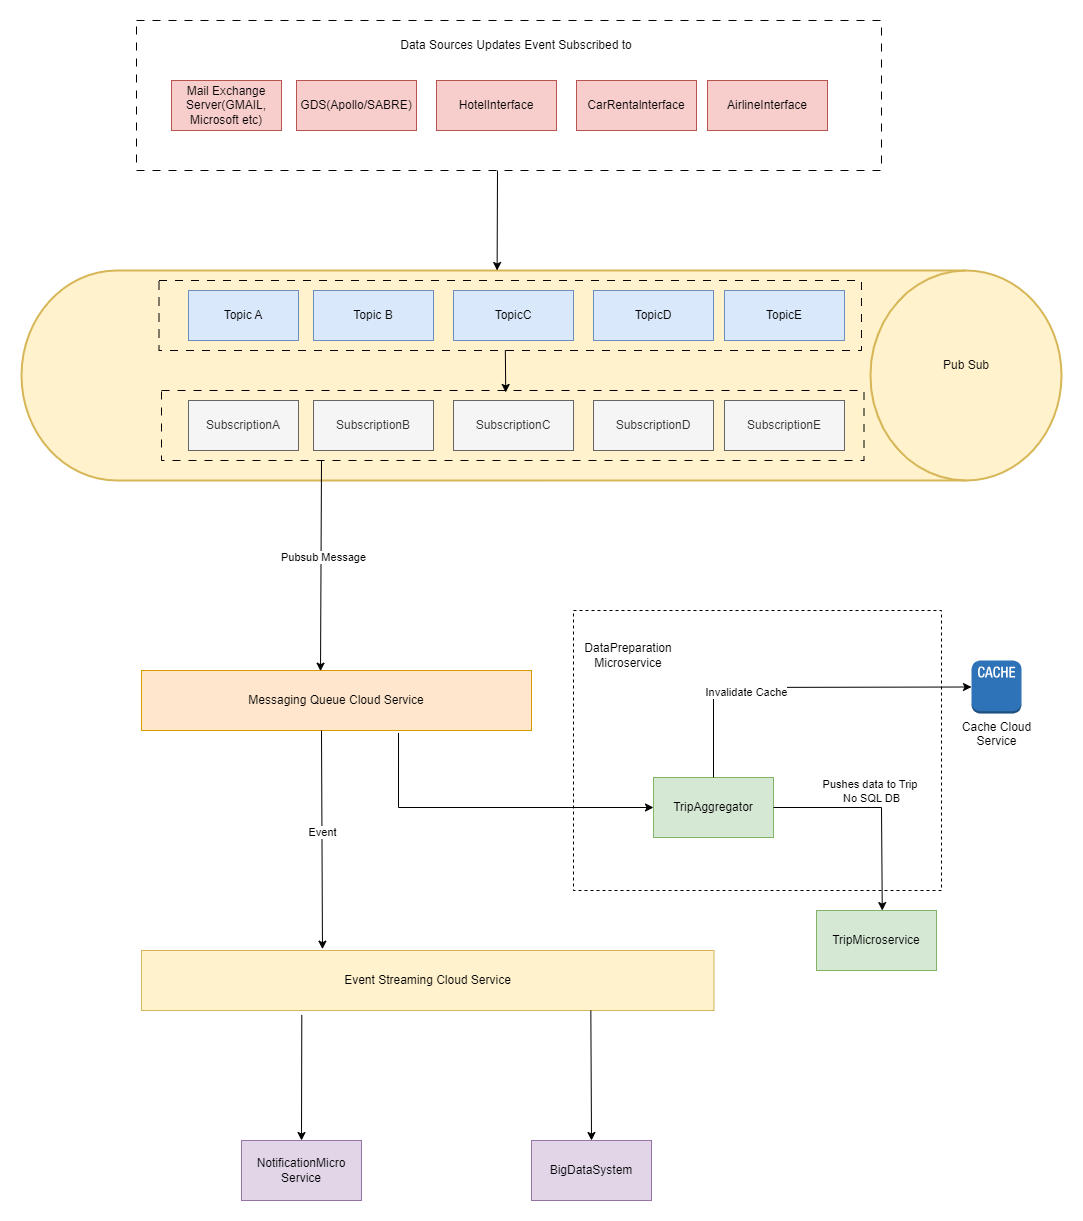 Data Sources Updates Event Subscribed to
Mail Exchange
Server(GMAIL,
Microsoft etc)
GDS(Apollo/SABRE)
HotelInterface
CarRentalnterface
AirlineInterface
Topic A
Topic B
TopicC
TopicD
TopicE
Pub Sub
SubscriptionA
SubscriptionB
SubscriptionC
SubscriptionD
SubscriptionE
Pubsub Message
DataPreparation
Microservice
Messaging Queue Cloud Service
Invalidate Cache
CACHE
Cache Cloud
Service
TripAggregator
Pushes data to Trip
No SQL DB
Event
TripMicroservice
Event Streaming Cloud Service
NotificationMicro
Service
BigDataSystem